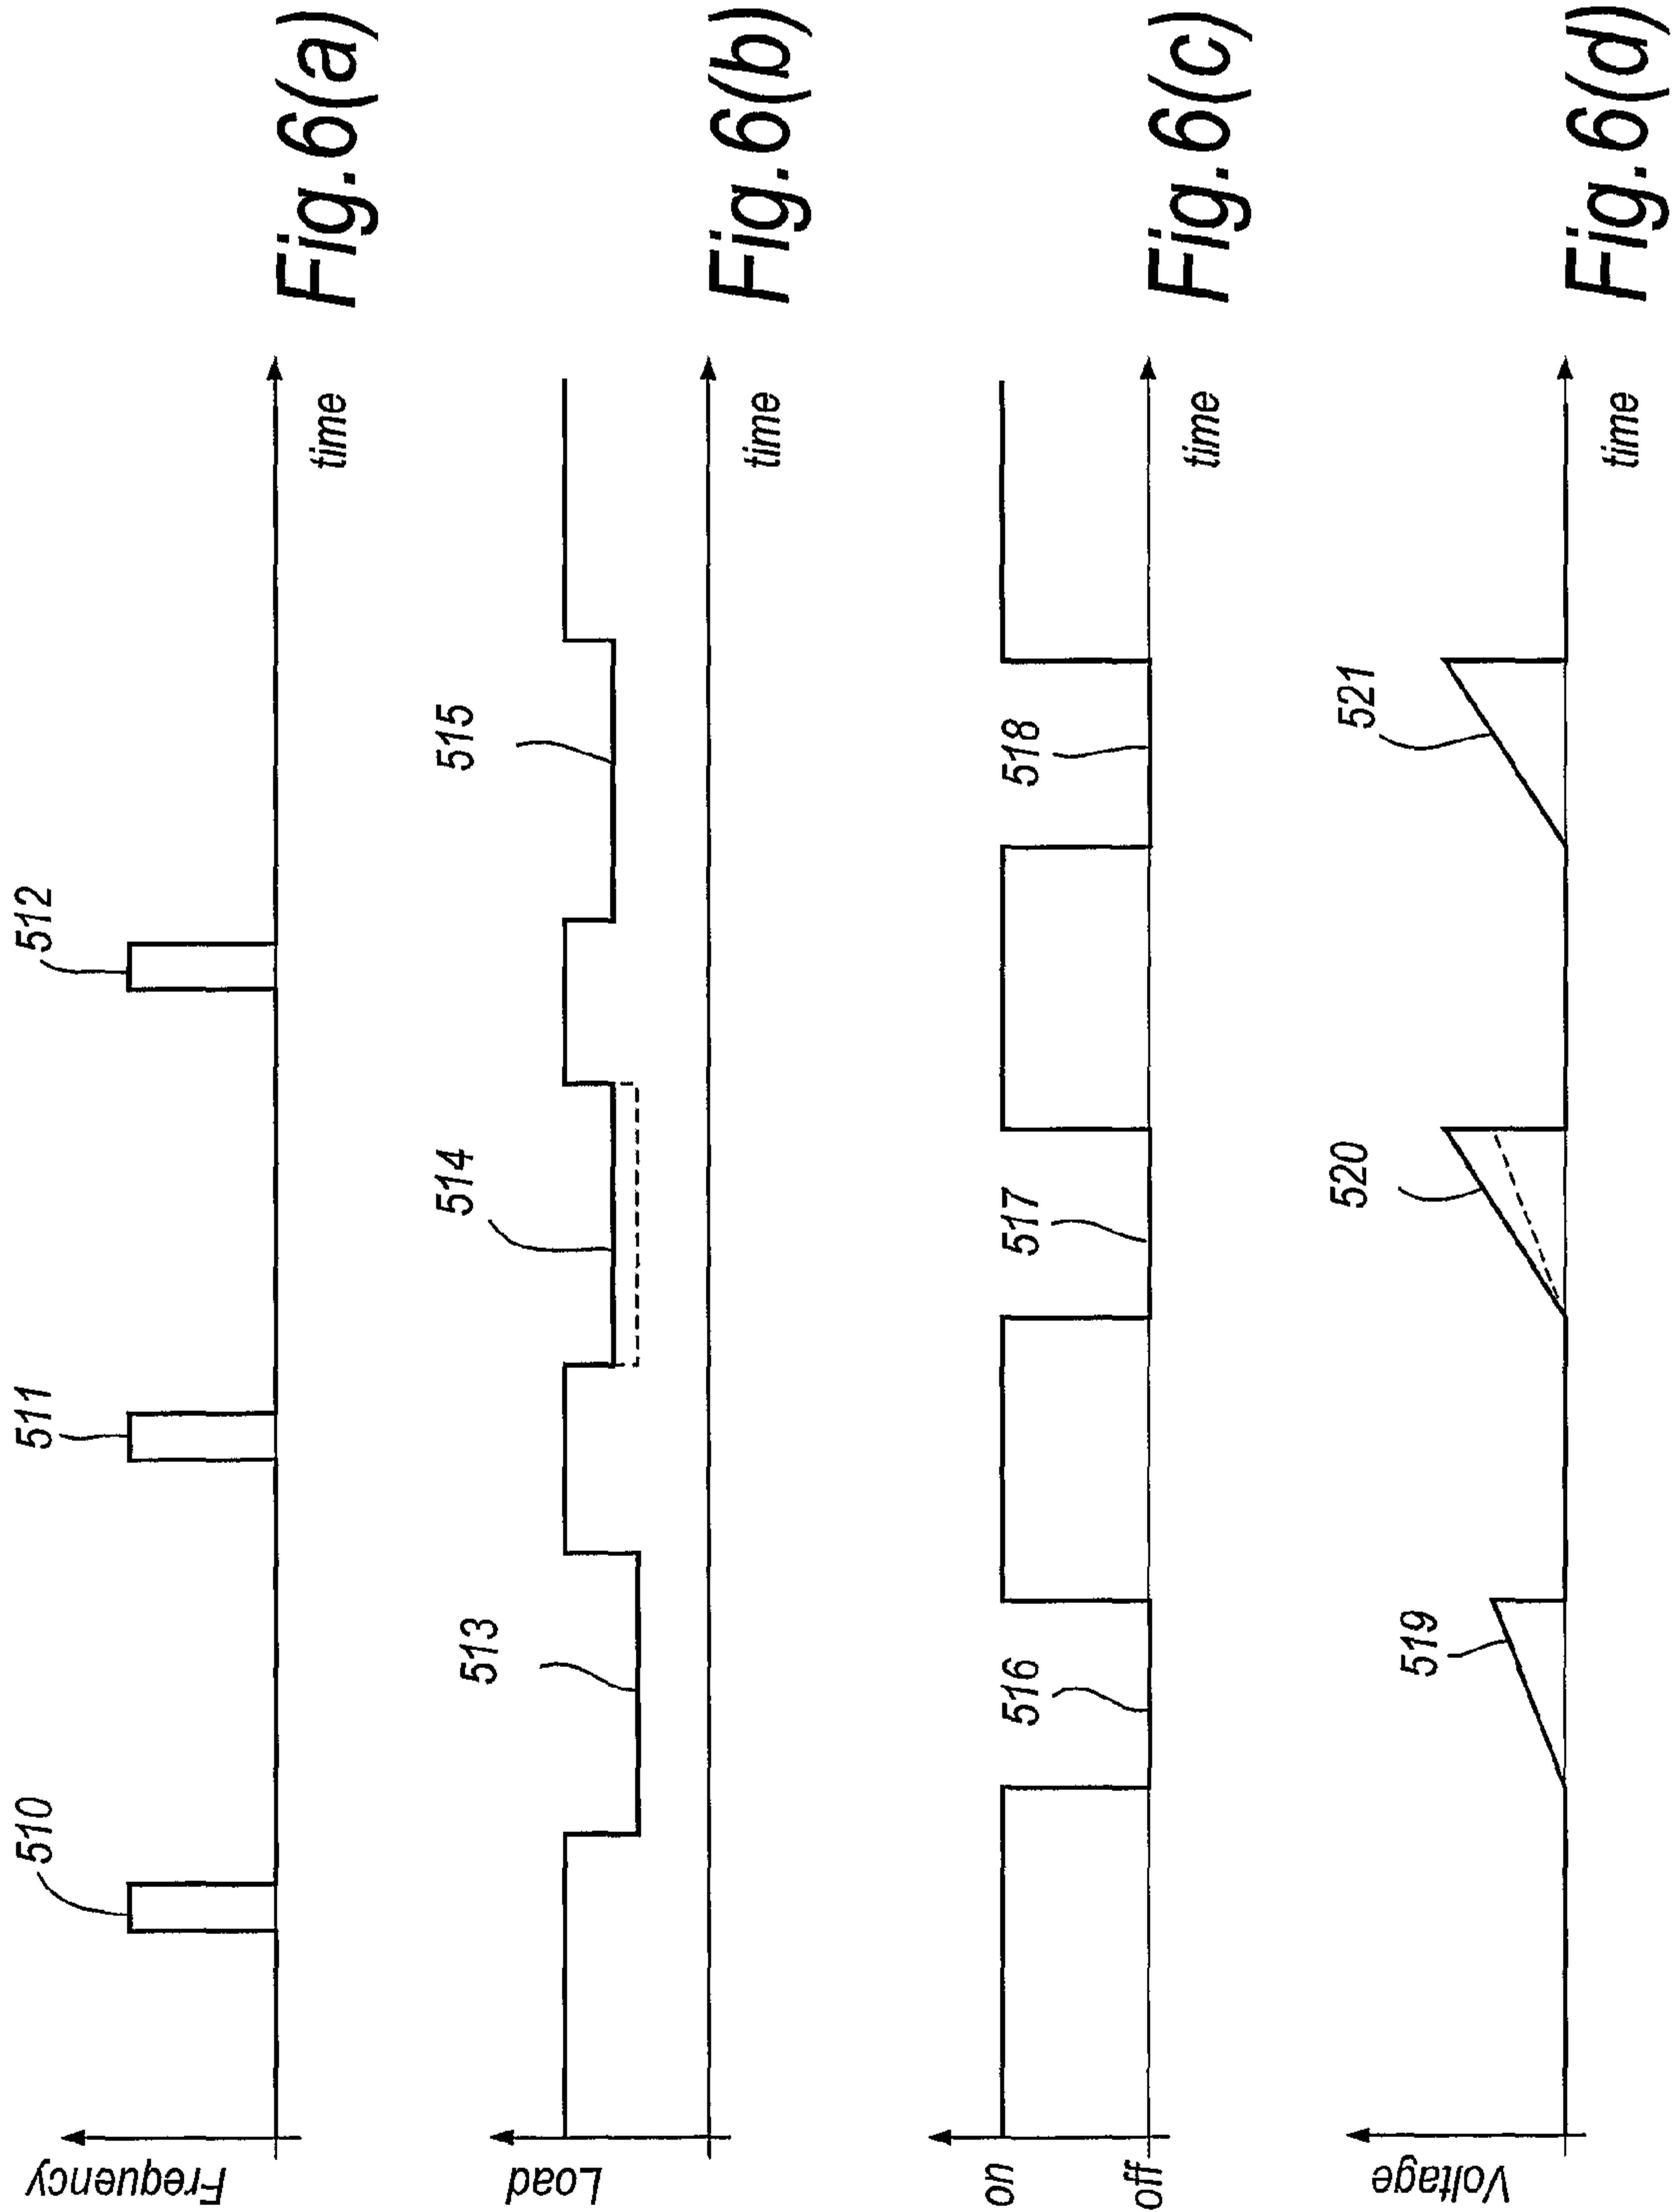 Frequency
510
511
512
time
Fig.6(a)
Load
513
514
515
time
Fig.6(b)
on
off
516
517
518
time
Fig.6(c)
Voltage
519
520
521
time
Fig.6(d)